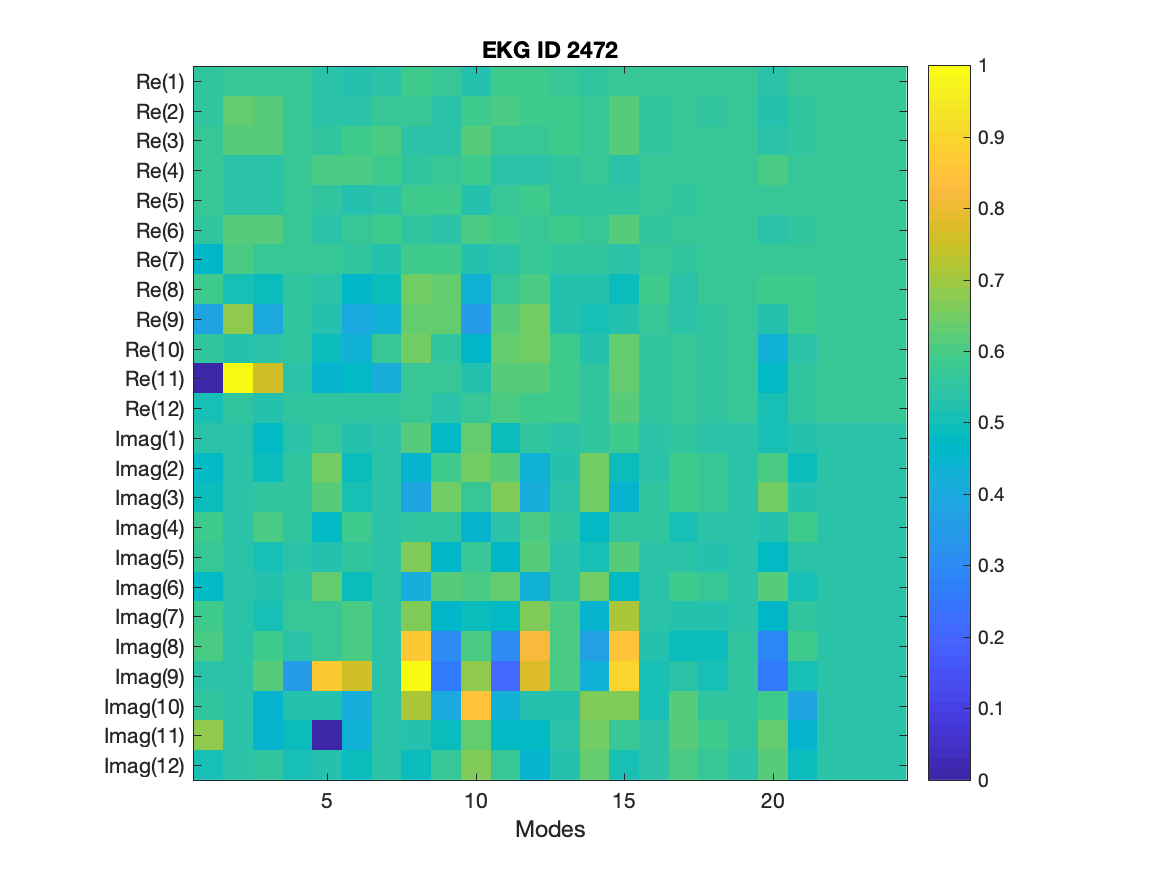 EKG ID 2472
Re(1)
Re(2)
Re(3)
Re(4)
Re(5)
Re(6)
Re(7)
Re(8)
Re(9)
Re(10)
Re(11)
Re(12)
Imag(1)
Imag(2)
Imag(3)
Imag(4)
Imag(5)
Imag(6)
Imag(7)
Imag(8)
Imag(9)
Imag(10)
Imag(11)
Imag(12)
5 10 15 20
Modes
1
0.9
0.8
0.7
0.6
0.5
0.4
0.3
0.2
0.1
0